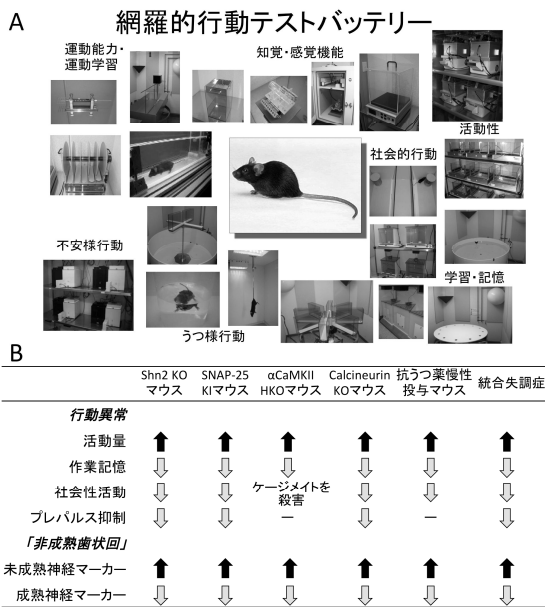 A
網羅的行動テストバッテリー
運動能力・
運動学習
知覚・感覚機能
活動性
社会的行動
不安様行動
学習・記憶
うつ様行動
B
Shn2 KO
マウス
SNAP-25
KIマウス
αCaMKII
HKOマウス
Calcineurin
KOマウス
抗うつ薬慢性
投与マウス
統合失調症
行動異常
活動量 ⬆ ⬆ ⬆ ⬆ ⬆ ⬆
作業記憶 ⇩ ⇩ ⇩ ⇩ ⇩ ⇩
社会性活動 ⇩ ⇩ ケージメイトを
殺害 ⇩ ⇩ ⇩
プレパルス抑制 ⇩ ⇩ — ⇩ — ⇩
「非成熟歯状回」
未成熟神経マーカー ⬆ ⬆ ⬆ ⬆ ⬆ ⬆
成熟神経マーカー ⇩ ⇩ ⇩ ⇩ ⇩ ⇩